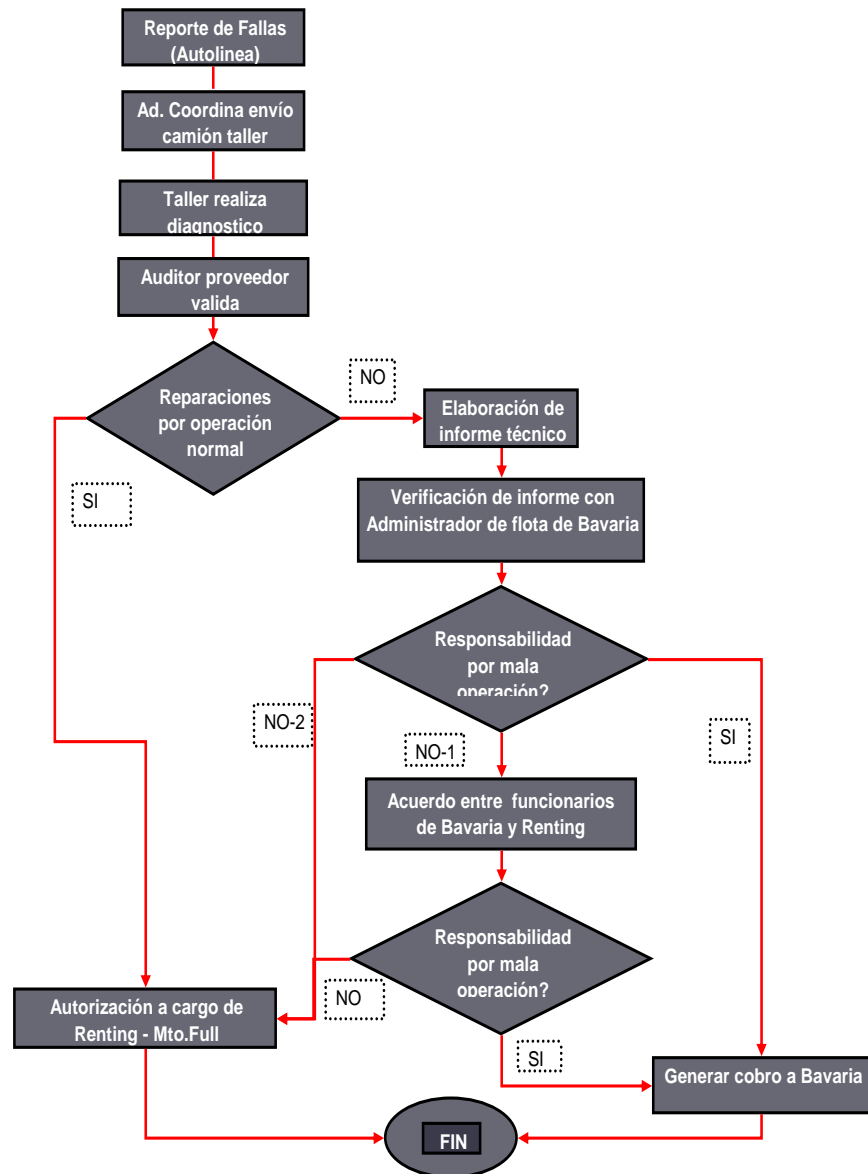 Reporte de Fallas
(Autolinea)
Ad. Coordina envío
camión taller
Taller realiza
diagnostico
Auditor proveedor
valida
Reparaciones
por operación
normal
NO
Elaboración de
informe técnico
SI
Verificación de informe con
Administrador de flota de Bavaria
Responsabilidad
por mala
operación?
NO-2
NO-1
SI
Acuerdo entre funcionarios
de Bavaria y Renting
Responsabilidad
por mala
operación?
NO
Autorización a cargo de
Renting - Mto.Full
SI
Generar cobro a Bavaria
FIN